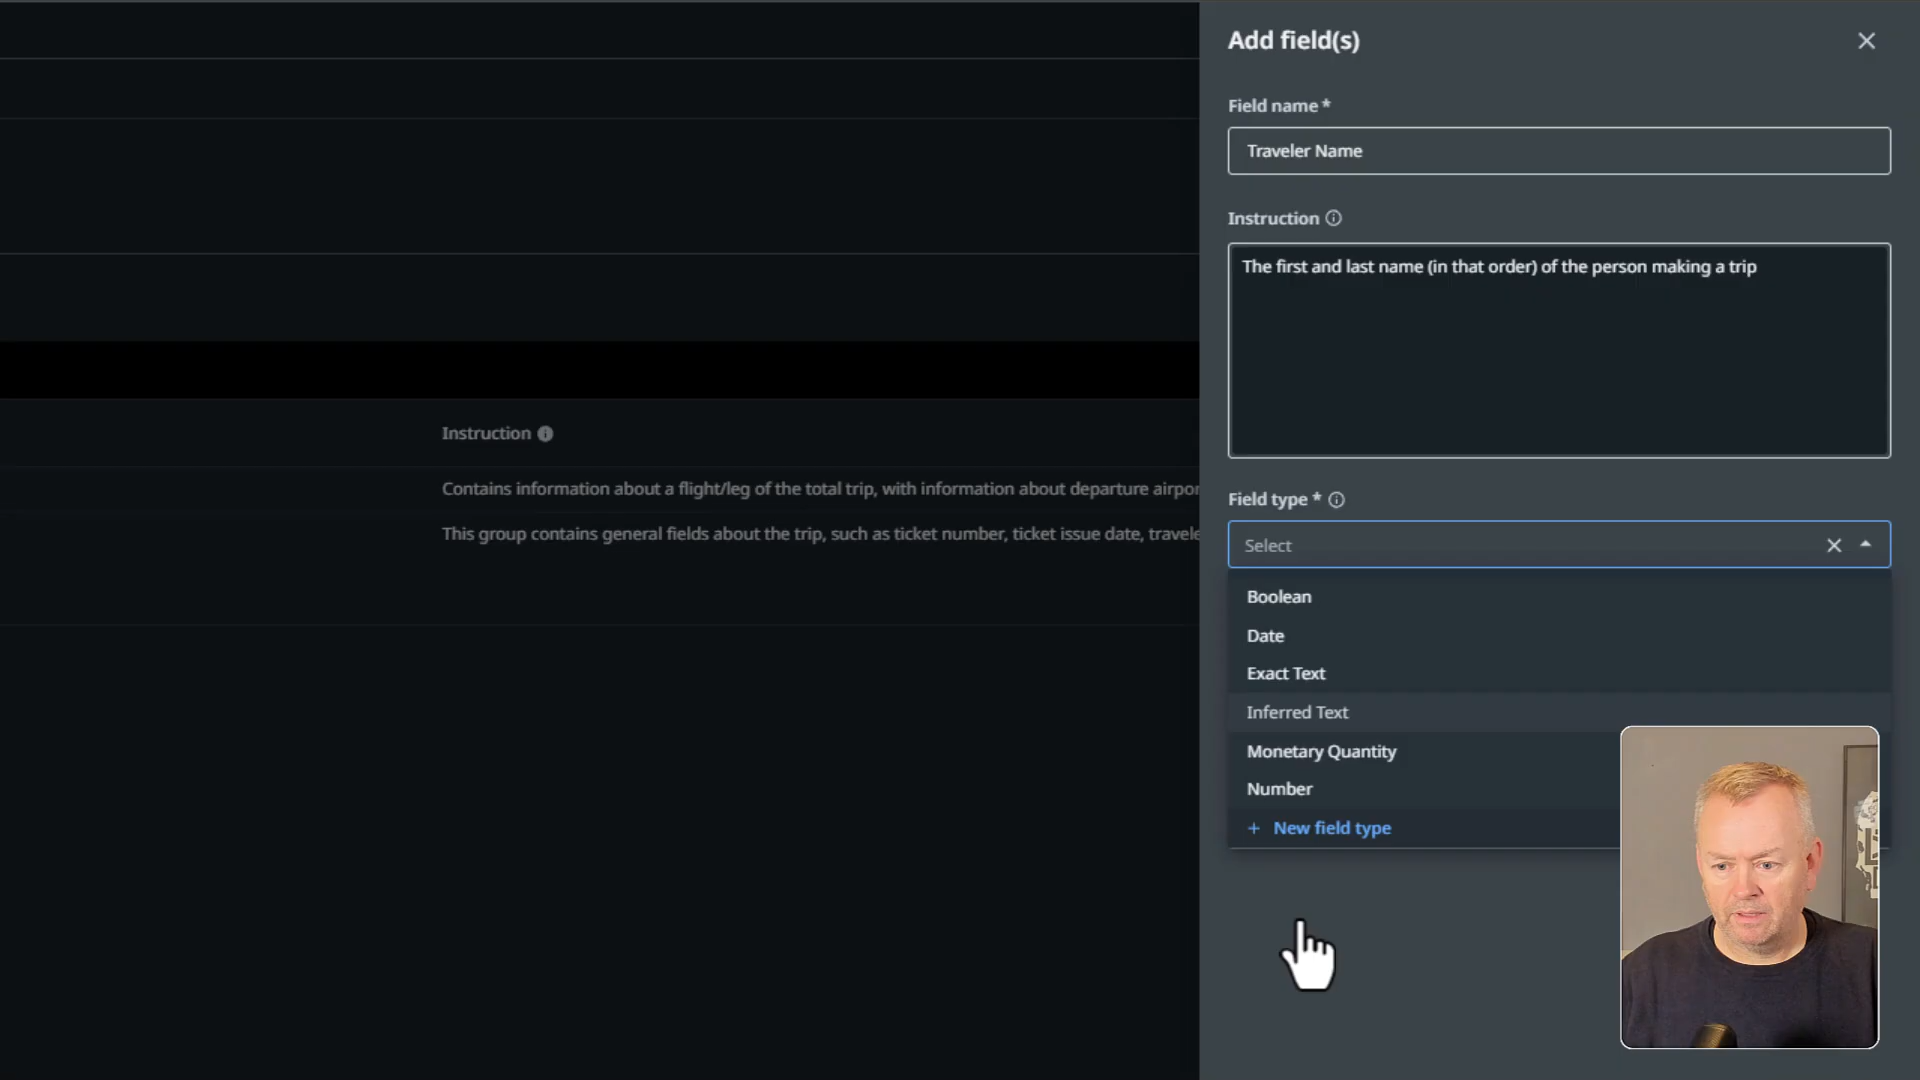 Add field(s)
Field name *
Traveler Name
Instruction
The first and last name (in that order) of the person making a trip
Instruction
Contains information about a flight/leg of the total trip, with information about departure
This group contains general fields about the trip, such as ticket number, ticket issue date,
Field type *
Select
Boolean
Date
Exact Text
Inferred Text
Monetary Quantity
Number
+ New field type